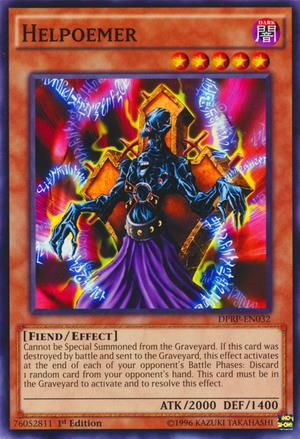 HELPOEMER
DARK
闇
DPRP-EN032
[FIEND/EFFECT]
Cannot be Special Summoned from the Graveyard. If this card was
destroyed by battle and sent to the Graveyard, this effect activates
at the end of each of your opponent's Battle Phases: Discard
1 random card from your opponent's hand. This card must be in
the Graveyard to activate and to resolve this effect.
ATK/2000 DEF/1400
76052811 1st Edition ©1996 KAZUKI TAKAHASHI